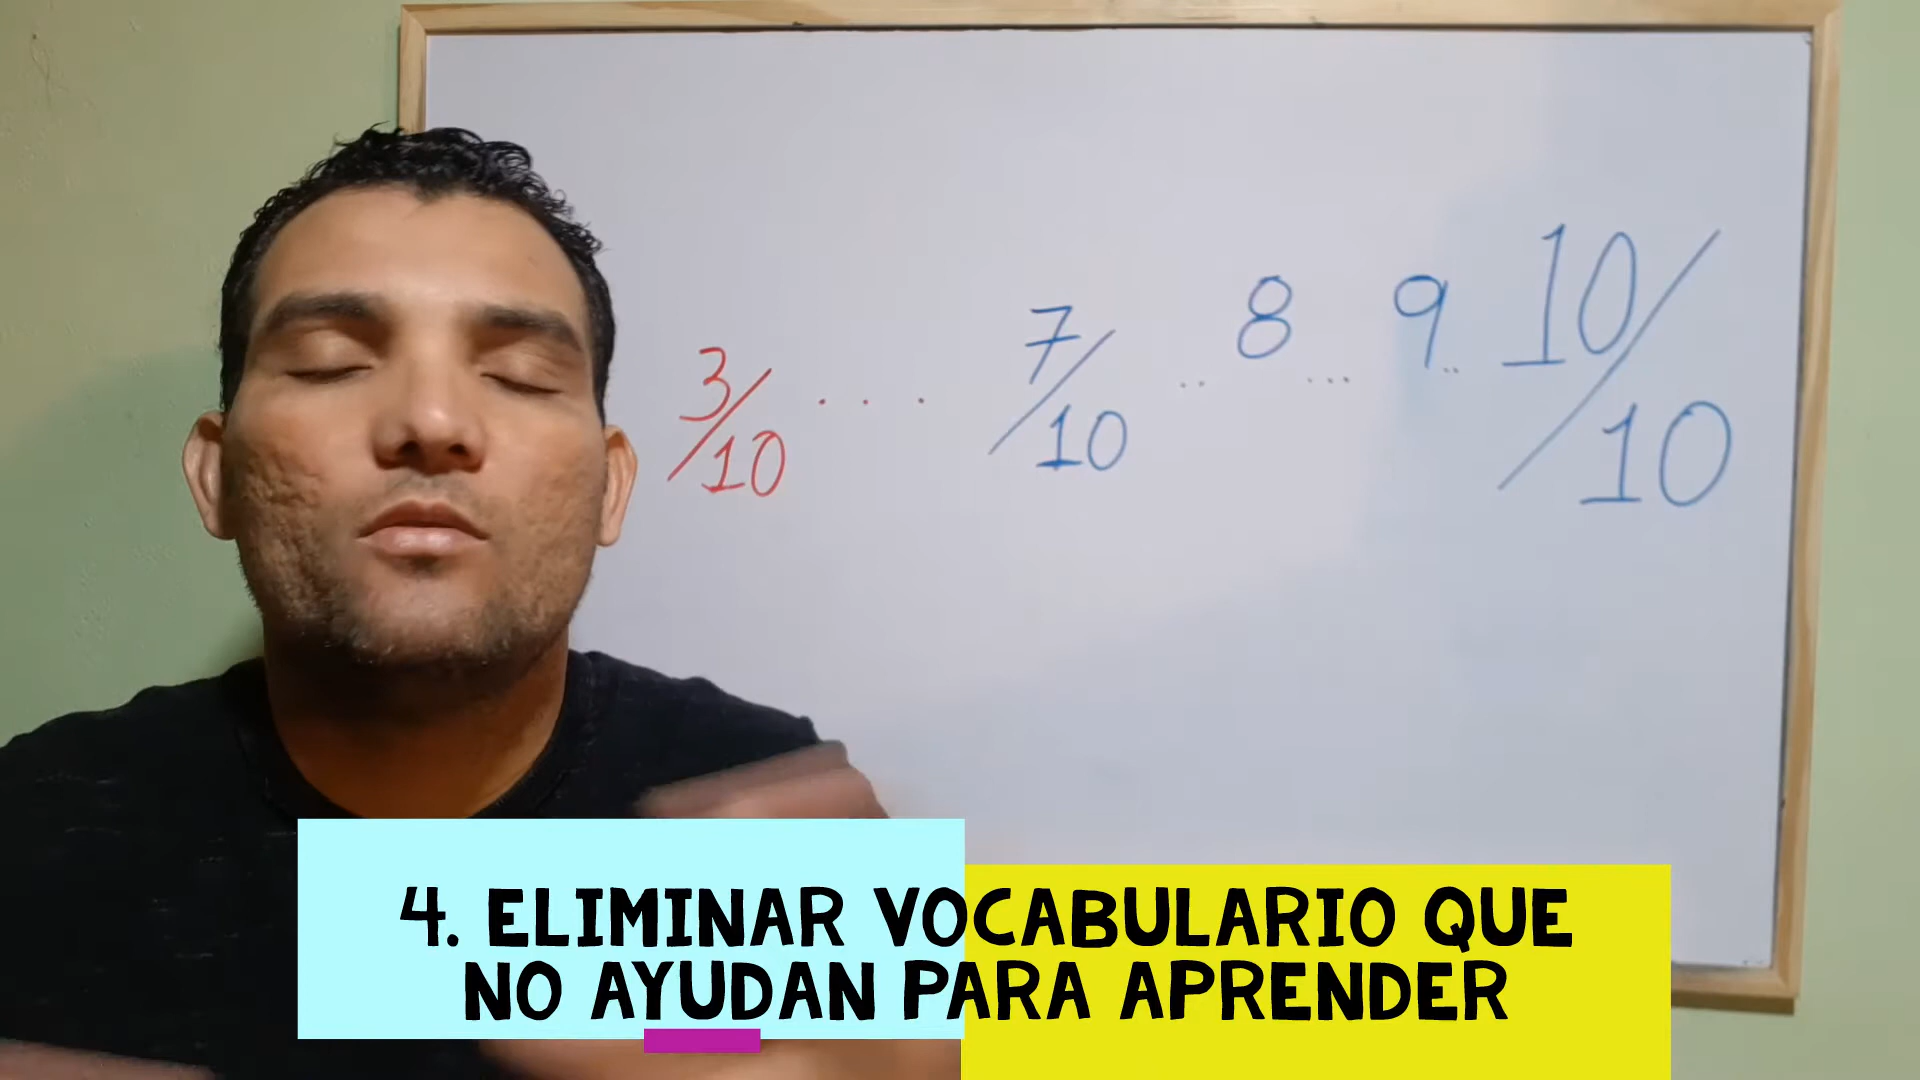 3/10 ... 7/10 .. 8 ... 9 .. 10/10
4. ELIMINAR VOCABULARIO QUE
NO AYUDAN PARA APRENDER